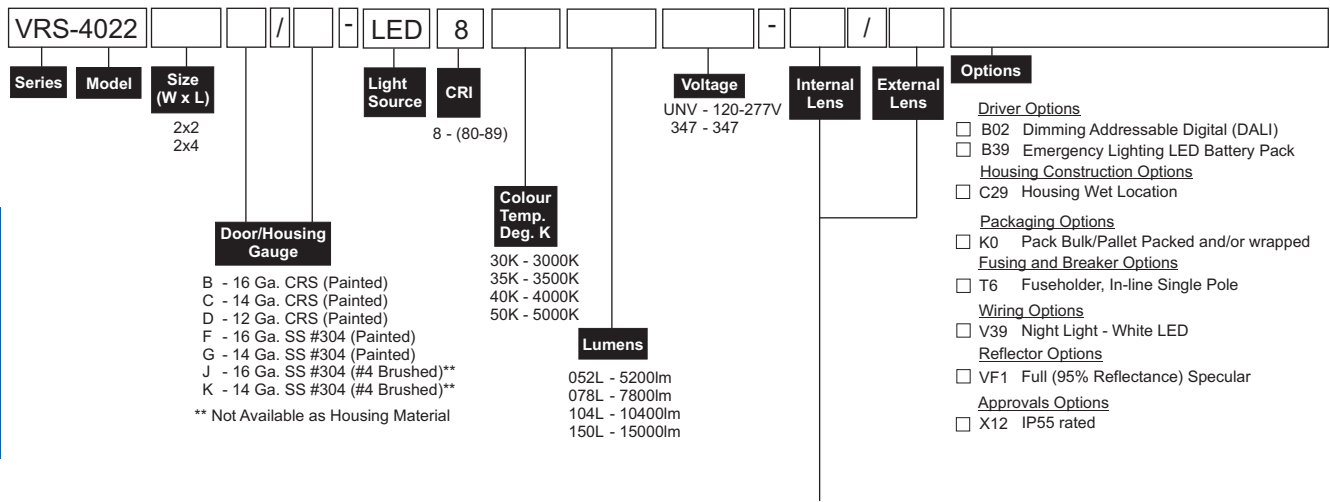 VRS-4022 / - LED 8 - /
Series Model Size (W x L) Light Source CRI Voltage Internal Lens External Lens Options
2x2
2x4
8 - (80-89)
UNV - 120-277V
347 - 347
Door/Housing
Gauge
B - 16 Ga. CRS (Painted)
C - 14 Ga. CRS (Painted)
D - 12 Ga. CRS (Painted)
F - 16 Ga. SS #304 (Painted)
G - 14 Ga. SS #304 (Painted)
J - 16 Ga. SS #304 (#4 Brushed)**
K - 14 Ga. SS #304 (#4 Brushed)**
** Not Available as Housing Material
Colour
Temp.
Deg. K
30K - 3000K
35K - 3500K
40K - 4000K
50K - 5000K
Lumens
052L - 5200lm
078L - 7800lm
104L - 10400lm
150L - 15000lm
Driver Options
B02 Dimming Addressable Digital (DALI)
B39 Emergency Lighting LED Battery Pack
Housing Construction Options
C29 Housing Wet Location
Packaging Options
K0 Pack Bulk/Pallet Packed and/or wrapped
Fusing and Breaker Options
T6 Fuseholder, In-line Single Pole
Wiring Options
V39 Night Light - White LED
Reflector Options
VF1 Full (95% Reflectance) Specular
Approvals Options
X12 IP55 rated